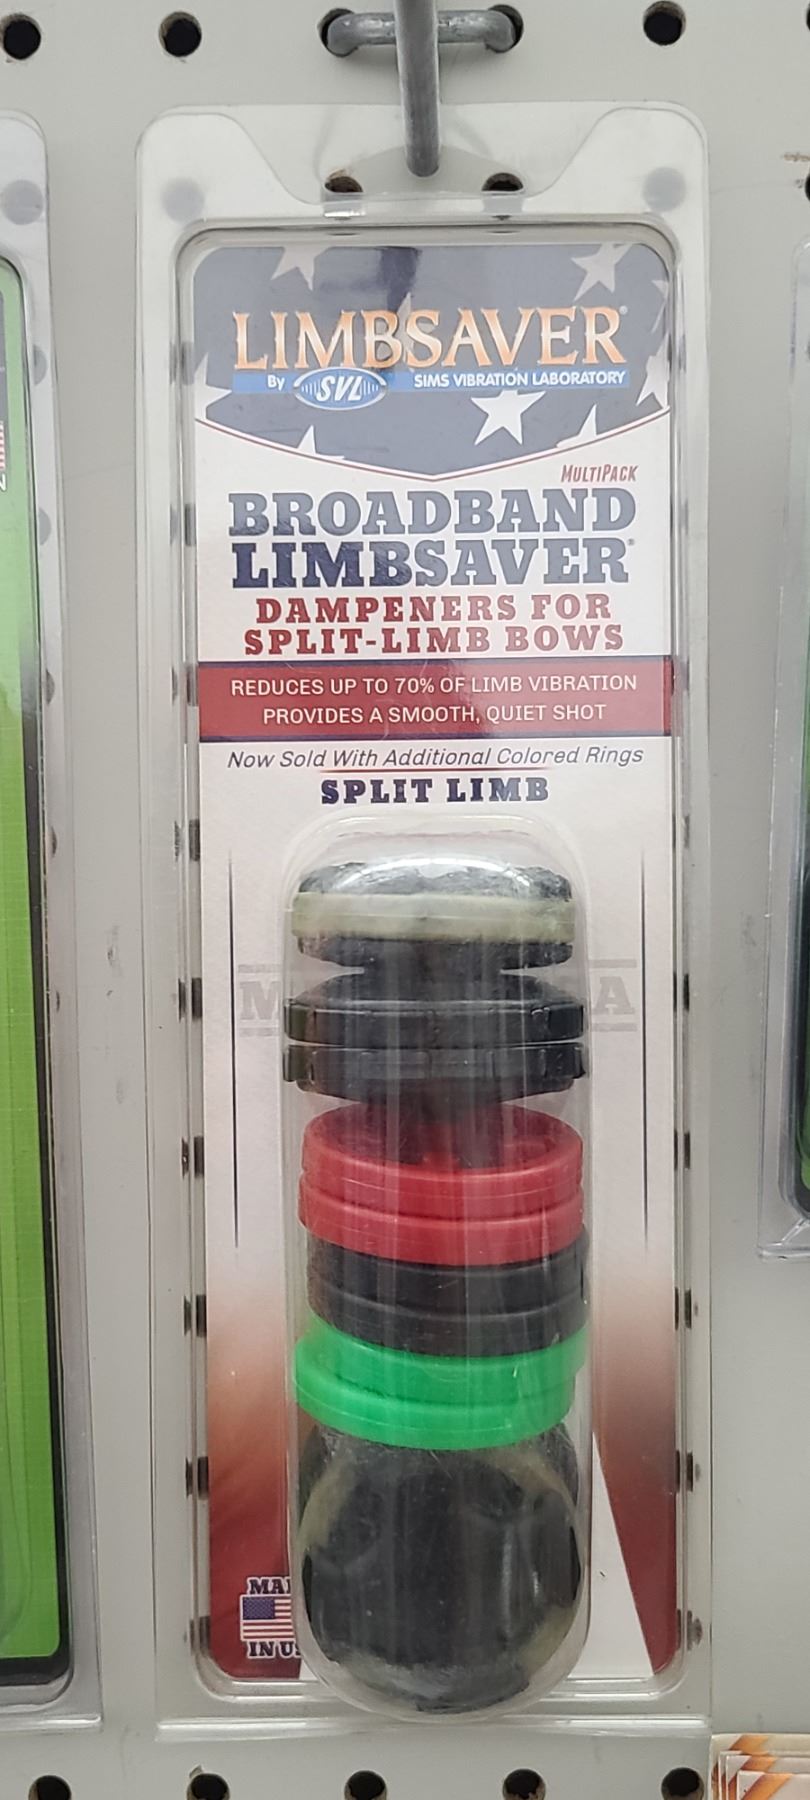 LIMBSAVER®
By SVL SIMS VIBRATION LABORATORY
MULTIPACK
BROADBAND
LIMBSAVER®
DAMPENERS FOR
SPLIT-LIMB BOWS
REDUCES UP TO 70% OF LIMB VIBRATION
PROVIDES A SMOOTH, QUIET SHOT
Now Sold With Additional Colored Rings
SPLIT LIMB